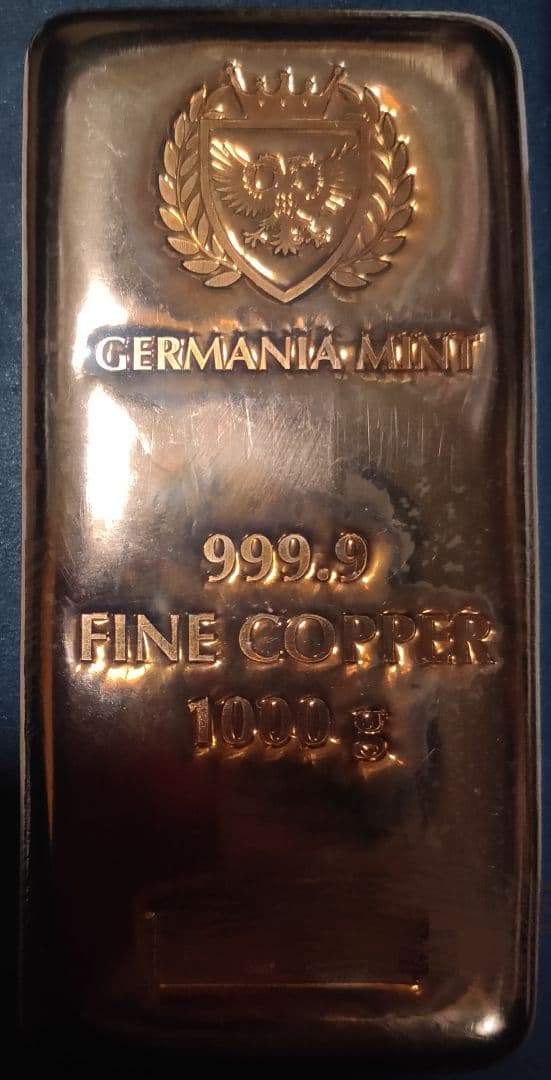 GERMANIA MINT
999.9
FINE COPPER
1000 g